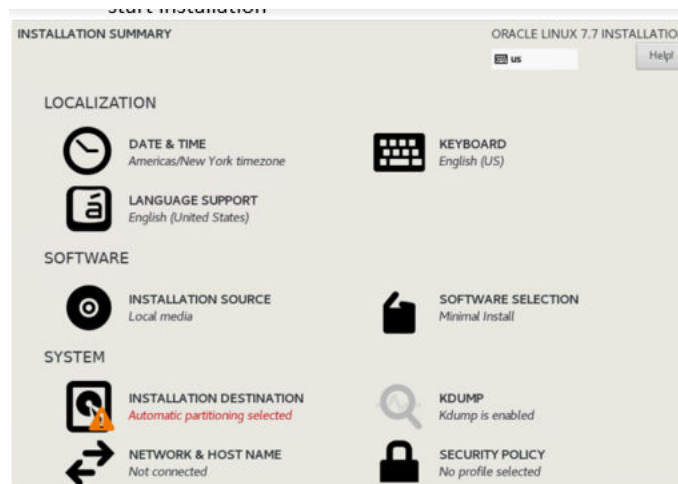 start installation
INSTALLATION SUMMARY
ORACLE LINUX 7.7 INSTALLATIO
us
Help!
LOCALIZATION
DATE & TIME
Americas/New York timezone
KEYBOARD
English (US)
LANGUAGE SUPPORT
English (United States)
SOFTWARE
INSTALLATION SOURCE
Local media
SOFTWARE SELECTION
Minimal Install
SYSTEM
INSTALLATION DESTINATION
Automatic partitioning selected
KDUMP
Kdump is enabled
NETWORK & HOST NAME
Not connected
SECURITY POLICY
No profile selected